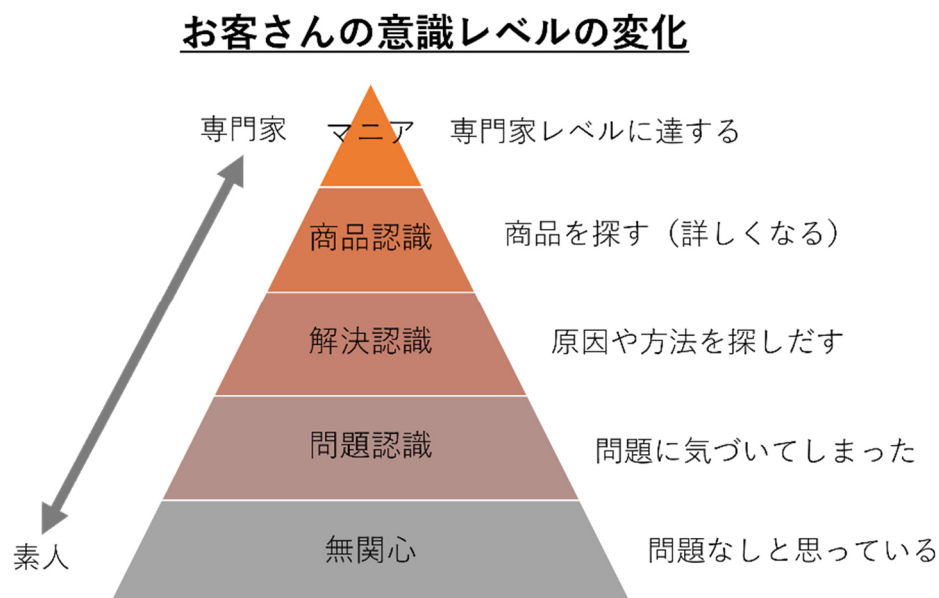 お客さんの意識レベルの変化
専門家 マニア 専門家レベルに達する
商品認識 商品を探す（詳しくなる）
解決認識 原因や方法を探しだす
問題認識 問題に気づいてしまった
素人 無関心 問題なしと思っている